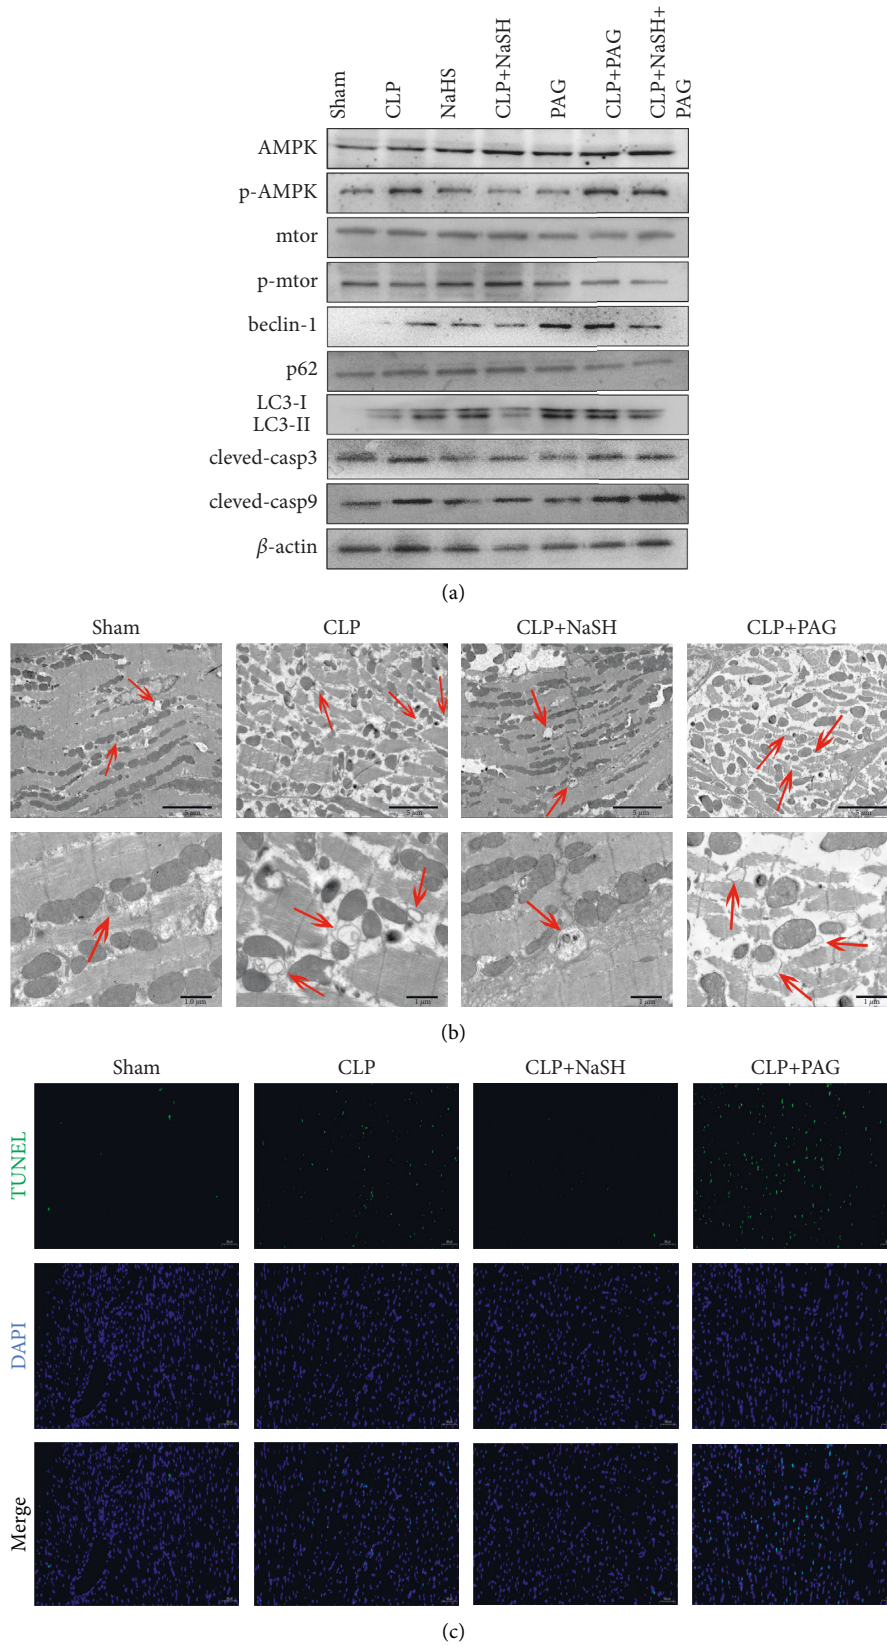 Sham
CLP
NaHS
CLP+NaSH
PAG
CLP+PAG
CLP+NaSH+
PAG
AMPK
p-AMPK
mtor
p-mtor
beclin-1
p62
LC3-I
LC3-II
cleved-casp3
cleved-casp9
β-actin
(a)
Sham CLP CLP+NaSH CLP+PAG
5 μm 5 μm 5 μm 5 μm
1.0 μm 1 μm 1 μm 1 μm
(b)
Sham CLP CLP+NaSH CLP+PAG
TUNEL
DAPI
Merge
(c)